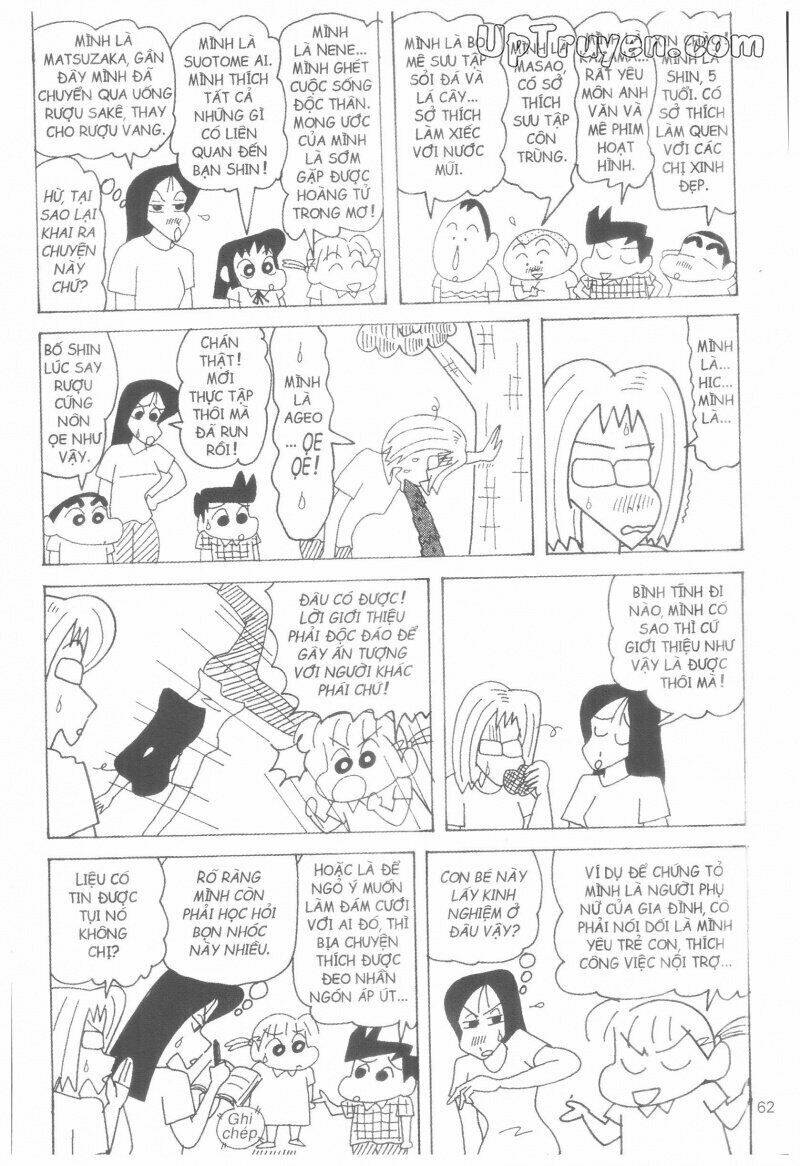 UpTruyen.com
MÌNH LÀ
SHIN, 5
TUỔI. CÓ
SỞ THÍCH
LÀM QUEN
VỚI CÁC
CHỊ XINH
ĐẸP.
RẤT YÊU
MÔN ANH
VĂN VÀ
MÊ PHIM
HOẠT
HÌNH.
LÀ
MASAO,
CÓ SỞ
THÍCH
SƯU TẬP
CÔN
TRÙNG.
MÌNH LÀ
MÊ SƯU TẬP
SỎI ĐÁ VÀ
LÁ CÂY...
SỞ THÍCH
LÀM XIẾC
VỚI NƯỚC
MŨI.
MÌNH
LÀ NENE...
MÌNH GHÉT
CUỘC SỐNG
ĐỘC THÂN.
MONG ƯỚC
CỦA MÌNH
LÀ SỚM
GẶP ĐƯỢC
HOÀNG TỬ
TRONG MƠ!
MÌNH LÀ
SUOTOME AI.
MÌNH THÍCH
TẤT CẢ
NHỮNG GÌ
CÓ LIÊN
QUAN ĐẾN
BẠN SHIN!
MÌNH LÀ
MATSUZAKA, GẦN
ĐÂY MÌNH ĐÃ
CHUYỂN QUA UỐNG
RƯỢU SAKÊ, THAY
CHO RƯỢU VANG.
HỪ, TẠI
SAO LẠI
KHAI RA
CHUYỆN
NÀY
CHỨ?
MÌNH
LÀ...
HIC...
MÌNH
LÀ...
MÌNH
LÀ
AGEO
... ỌE
ỌE!
CHÁN
THẬT!
MỚI
THỰC TẬP
THÔI MÀ
ĐÃ RUN
RỒI!
BỐ SHIN
LÚC SAY
RƯỢU
CŨNG
NÔN
ỌE NHƯ
VẬY.
BÌNH TĨNH ĐI
NÀO, MÌNH CÓ
SAO THÌ CỨ
GIỚI THIỆU NHƯ
VẬY LÀ ĐƯỢC
THÔI MÀ!
ĐÂU CÓ ĐƯỢC!
LỜI GIỚI THIỆU
PHẢI ĐỘC ĐÁO ĐỂ
GÂY ẤN TƯỢNG
VỚI NGƯỜI KHÁC
PHÁI CHỨ!
VÍ DỤ ĐỂ CHỨNG TỎ
MÌNH LÀ NGƯỜI PHỤ
NỮ CỦA GIA ĐÌNH, CÔ
PHẢI NÓI DỐI LÀ MÌNH
YÊU TRẺ CON, THÍCH
CÔNG VIỆC NỘI TRỢ...
CON BÉ NÀY
LẤY KINH
NGHIỆM Ở
ĐÂU VẬY?
HOẶC LÀ ĐỂ
NGỎ Ý MUỐN
LÀM ĐÁM CƯỚI
VỚI AI ĐÓ, THÌ
BỊA CHUYỆN
THÍCH ĐƯỢC
ĐEO NHẪN
NGÓN ÁP ÚT...
RÕ RÀNG
MÌNH CÒN
PHẢI HỌC HỎI
BỌN NHÓC
NÀY NHIỀU.
LIỆU CÓ
TIN ĐƯỢC
TỤI NÓ
KHÔNG
CHỊ?
Ghi
chép
62